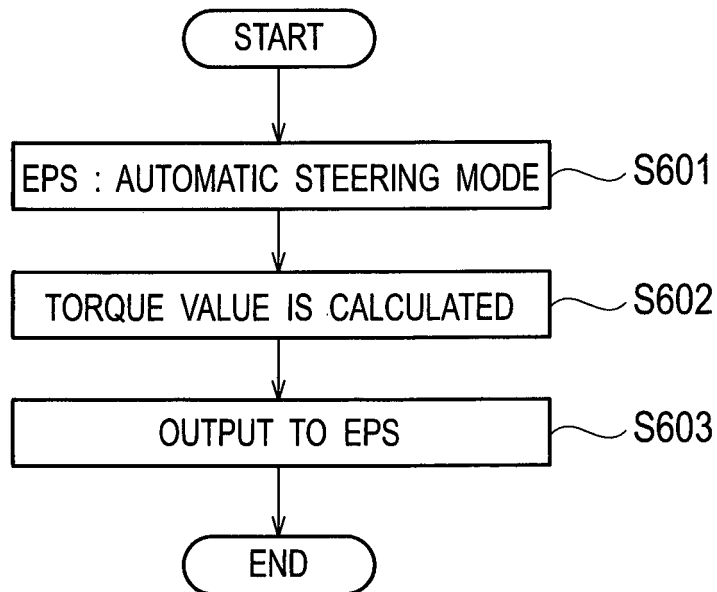 START
EPS : AUTOMATIC STEERING MODE
S601
TORQUE VALUE IS CALCULATED
S602
OUTPUT TO EPS
S603
END